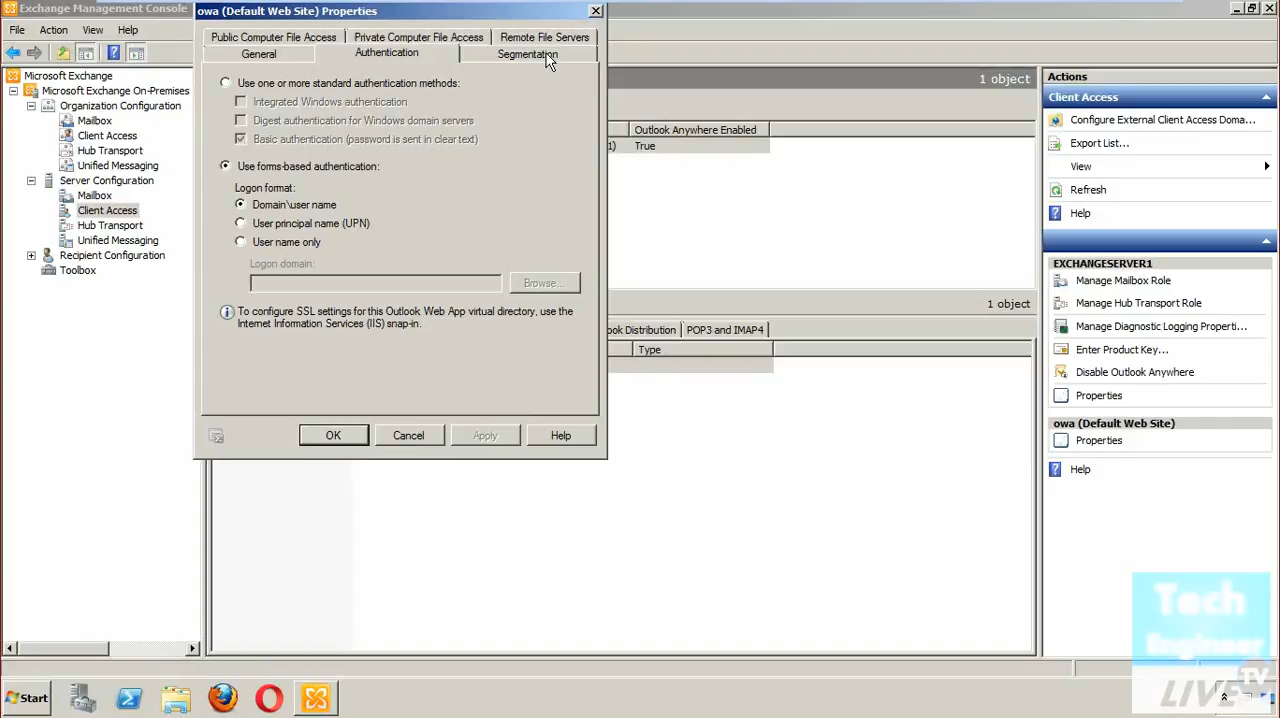 Exchange Management Console
owa (Default Web Site) Properties
File Action View Help
Public Computer File Access Private Computer File Access Remote File Servers
General Authentication Segmentation
Use one or more standard authentication methods:
Integrated Windows authentication
Digest authentication for Windows domain servers
Basic authentication (password is sent in clear text)
Use forms-based authentication:
Logon format:
Domain\user name
User principal name (UPN)
User name only
Logon domain:
Browse...
To configure SSL settings for this Outlook Web App virtual directory, use the
Internet Information Services (IIS) snap-in.
OK Cancel Apply Help
Microsoft Exchange
Microsoft Exchange On-Premises
Organization Configuration
Mailbox
Client Access
Hub Transport
Unified Messaging
Server Configuration
Mailbox
Client Access
Hub Transport
Unified Messaging
Recipient Configuration
Toolbox
1 object
Outlook Anywhere Enabled
1) True
1 object
ook Distribution POP3 and IMAP4
Type
Actions
Client Access
Configure External Client Access Doma...
Export List...
View
Refresh
Help
EXCHANGESERVER1
Manage Mailbox Role
Manage Hub Transport Role
Manage Diagnostic Logging Properti...
Enter Product Key...
Disable Outlook Anywhere
Properties
owa (Default Web Site)
Properties
Help
Tech
Engineer
TV
LIVE
Start